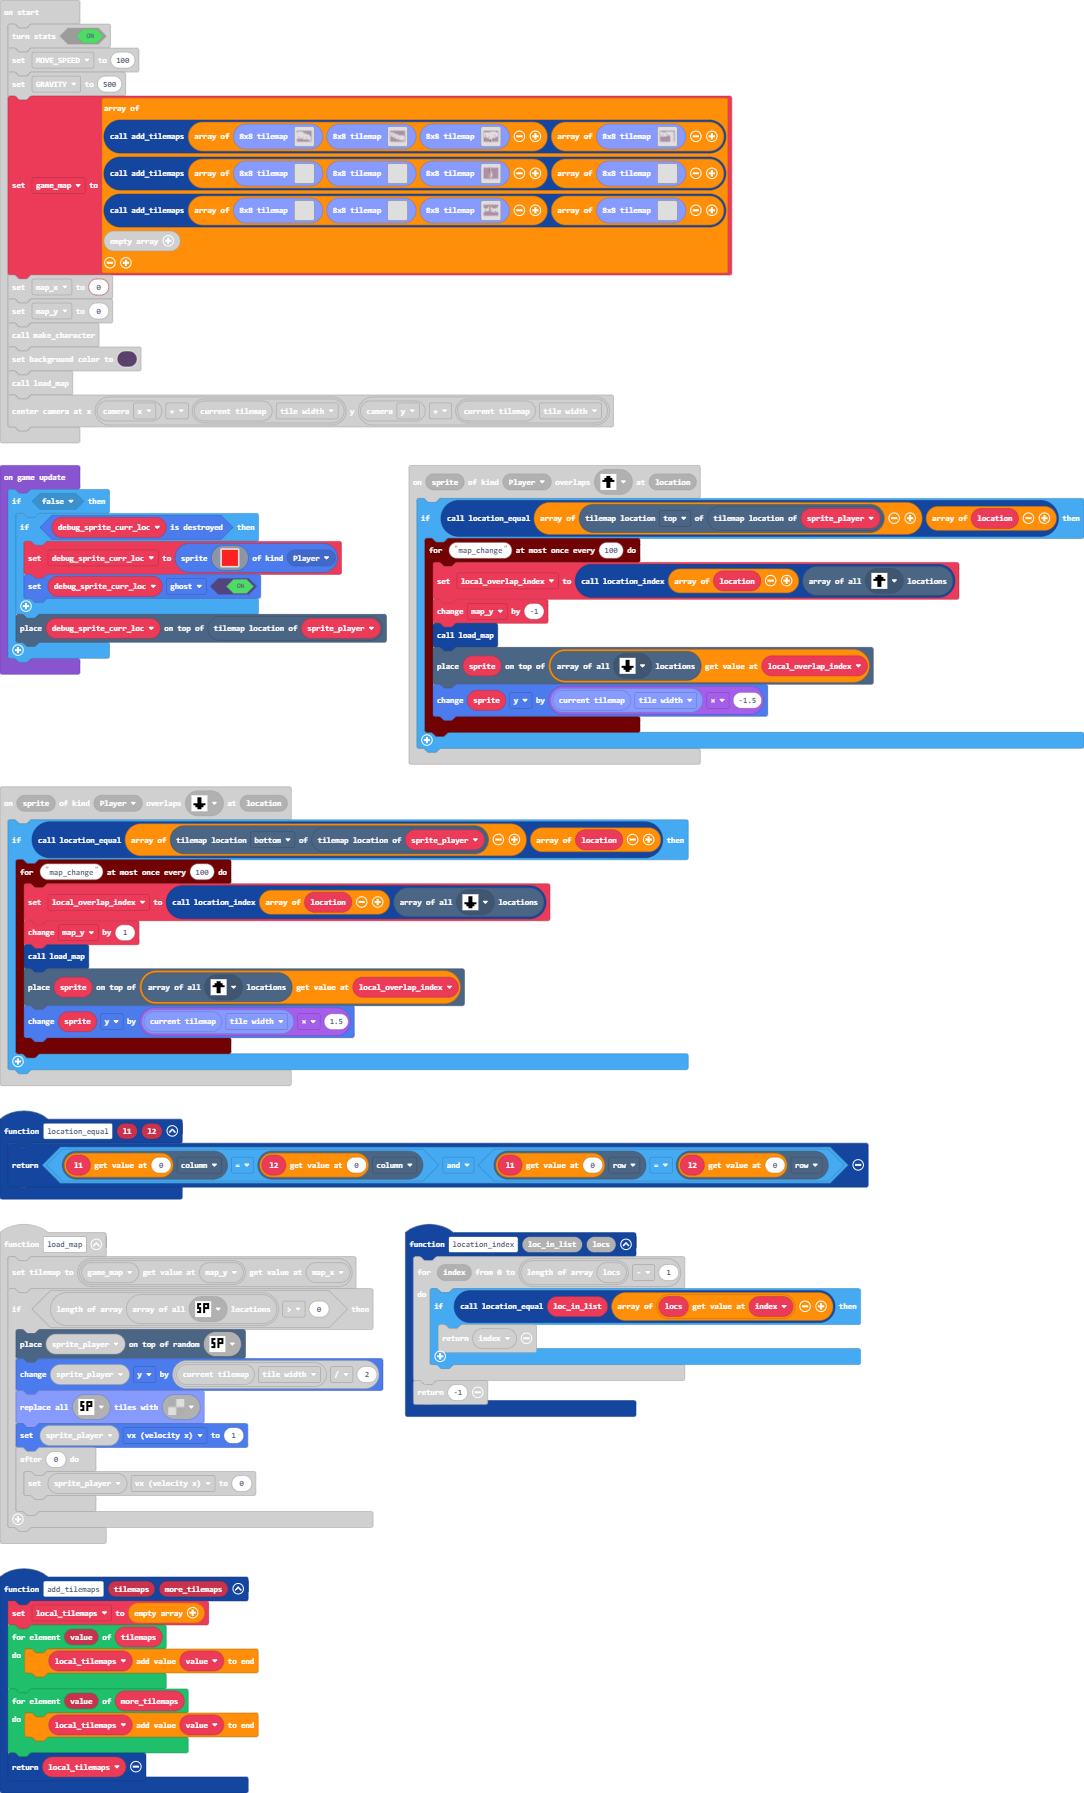 on start
turn stats ON
set MOVE_SPEED to 100
set GRAVITY to 500
array of
call add_tilemaps array of 8x8 tilemap 8x8 tilemap 8x8 tilemap array of 8x8 tilemap
call add_tilemaps array of 8x8 tilemap 8x8 tilemap 8x8 tilemap array of 8x8 tilemap
set game_map to
call add_tilemaps array of 8x8 tilemap 8x8 tilemap 8x8 tilemap array of 8x8 tilemap
empty array
set map_x to 0
set map_y to 0
call make_character
set background color to
call load_map
center camera at x camera x + current tilemap tile width y camera y + current tilemap tile width
on game update
if false then
if debug_sprite_curr_loc is destroyed then
set debug_sprite_curr_loc to sprite of kind Player
set debug_sprite_curr_loc ghost ON
place debug_sprite_curr_loc on top of tilemap location of sprite_player
on sprite of kind Player overlaps at location
if call location_equal array of tilemap location top of tilemap location of sprite_player array of location then
for "map_change" at most once every 100 do
set local_overlap_index to call location_index array of location array of all locations
change map_y by -1
call load_map
place sprite on top of array of all locations get value at local_overlap_index
change sprite y by current tilemap tile width × -1.5
on sprite of kind Player overlaps at location
if call location_equal array of tilemap location bottom of tilemap location of sprite_player array of location then
for "map_change" at most once every 100 do
set local_overlap_index to call location_index array of location array of all locations
change map_y by 1
call load_map
place sprite on top of array of all locations get value at local_overlap_index
change sprite y by current tilemap tile width × 1.5
function location_equal l1 l2
return l1 get value at 0 column = l2 get value at 0 column and l1 get value at 0 row = l2 get value at 0 row
function load_map
set tilemap to game_map get value at map_y get value at map_x
if length of array array of all SP locations > 0 then
place sprite_player on top of random SP
change sprite_player y by current tilemap tile width / 2
replace all SP tiles with
set sprite_player vx (velocity x) to 1
after 0 do
set sprite_player vx (velocity x) to 0
function location_index loc_in_list locs
for index from 0 to length of array locs - 1
do
if call location_equal loc_in_list array of locs get value at index then
return index
return -1
function add_tilemaps tilemaps more_tilemaps
set local_tilemaps to empty array
for element value of tilemaps
do
local_tilemaps add value value to end
for element value of more_tilemaps
do
local_tilemaps add value value to end
return local_tilemaps